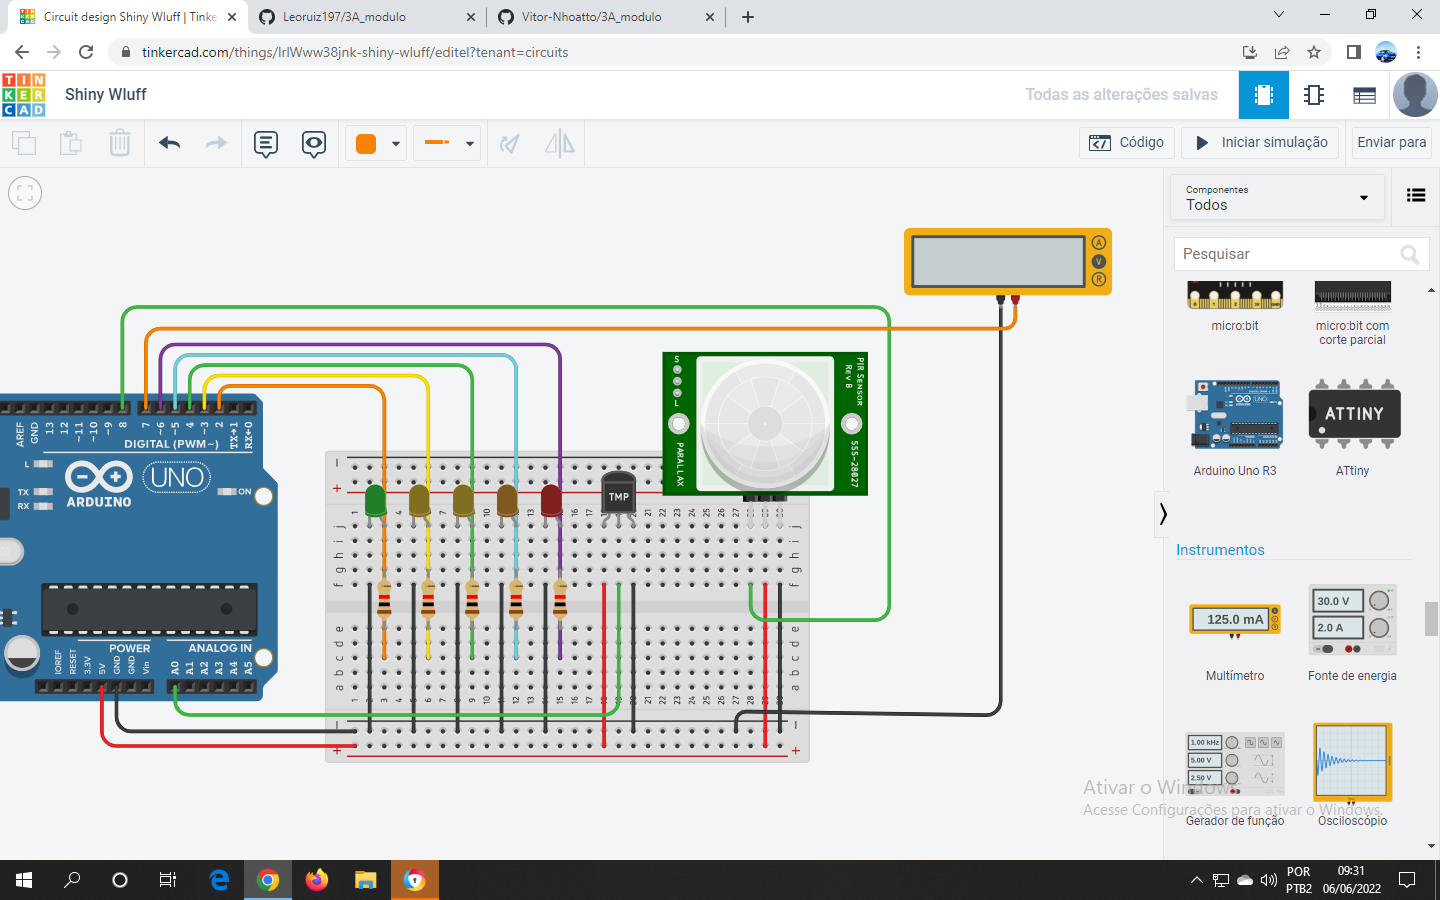 Circuit design Shiny Wluff | Tinke
Leoruiz197/3A_modulo
Vitor-Nhoatto/3A_modulo
tinkercad.com/things/lrlWww38jnk-shiny-wluff/editel?tenant=circuits
TIN
KER
CAD
Shiny Wluff
Todas as alterações salvas
Código
Iniciar simulação
Enviar para
Componentes
Todos
Pesquisar
micro:bit
micro:bit com
corte parcial
Arduino Uno R3
ATTINY
ATtiny
Instrumentos
125.0 mA
Multímetro
30.0 V
2.0 A
Fonte de energia
1.00 kHz
5.00 V
2.50 V
Gerador de função
Osciloscópio
A
V
R
S
L
PIR SENSOR
REV B
PARALLAX
555-28027
TMP
AREF
GND
13
12
~11
~10
~9
8
7
~6
~5
4
~3
2
TX→1
RX←0
DIGITAL (PWM~)
L
TX
RX
ARDUINO
UNO
ON
POWER
ANALOG IN
IOREF
RESET
3.3V
5V
GND
GND
Vin
A0
A1
A2
A3
A4
A5
j
i
h
g
f
e
d
c
b
a
Ativar o Windows
Acesse Configurações para ativar o Windows.
POR
PTB2
09:31
06/06/2022